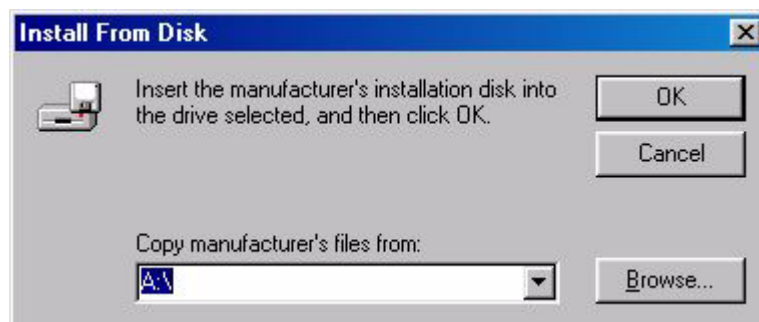 Install From Disk
Insert the manufacturer's installation disk into
the drive selected, and then click OK.
OK
Cancel
Copy manufacturer's files from:
A:\
Browse...